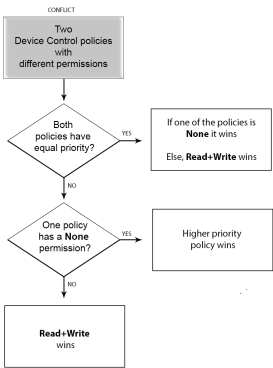 CONFLICT
Two
Device Control policies
with
different permissions
Both
policies have
equal priority?
YES
If one of the policies is
None it wins
Else, Read+Write wins
NO
One policy
has a None
permission?
YES
Higher priority
policy wins
NO
Read+Write
wins